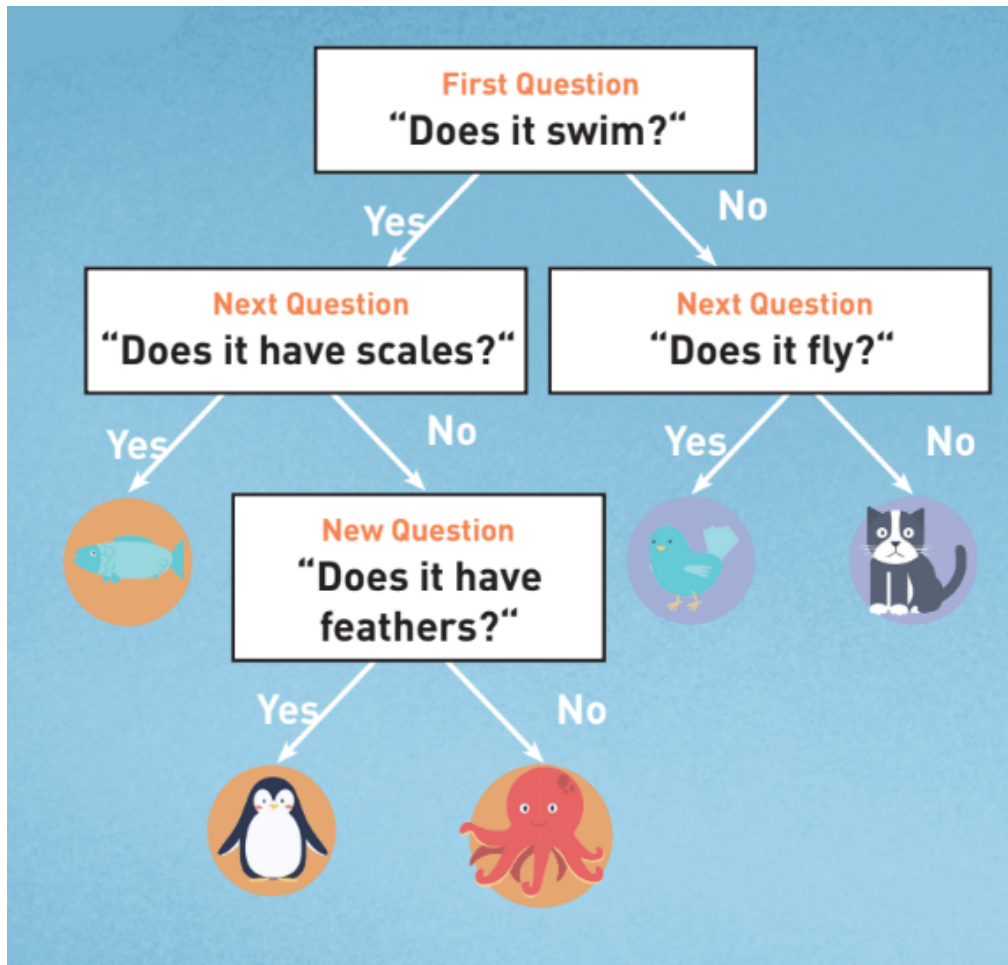 First Question
“Does it swim?“
Yes
No
Next Question
“Does it have scales?“
Next Question
“Does it fly?“
Yes
No
Yes
No
New Question
“Does it have
feathers?“
Yes
No